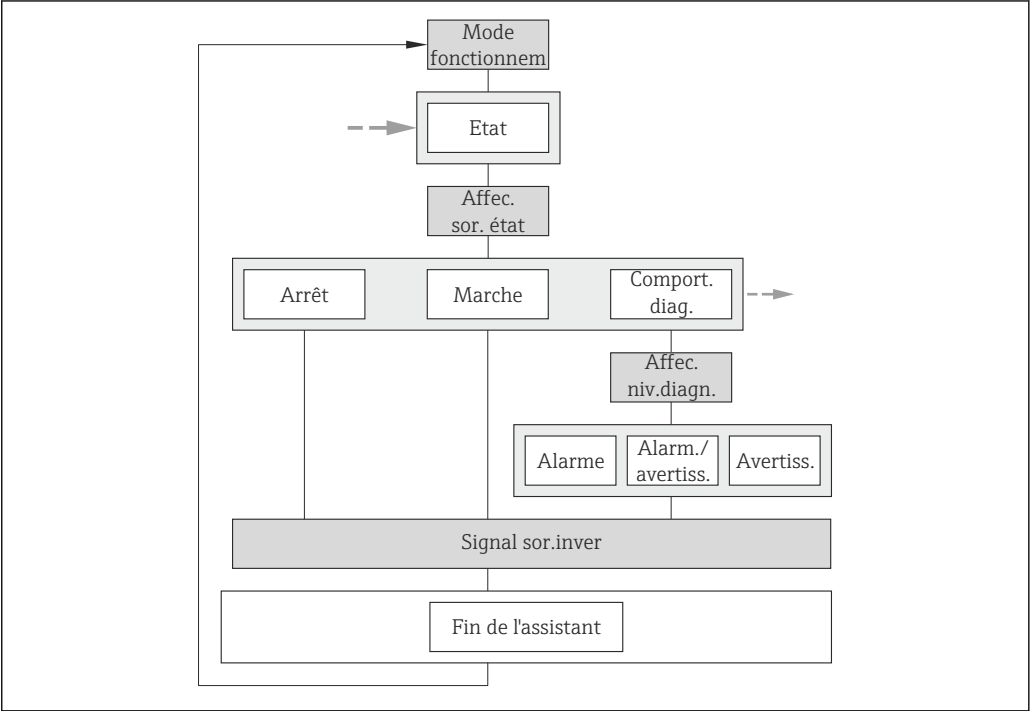 Mode
fonctionnem
Etat
Affec.
sor. état
Arrêt
Marche
Comport.
diag.
Affec.
niv.diagn.
Alarme
Alarm./
avertiss.
Avertiss.
Signal sor.inver
Fin de l'assistant